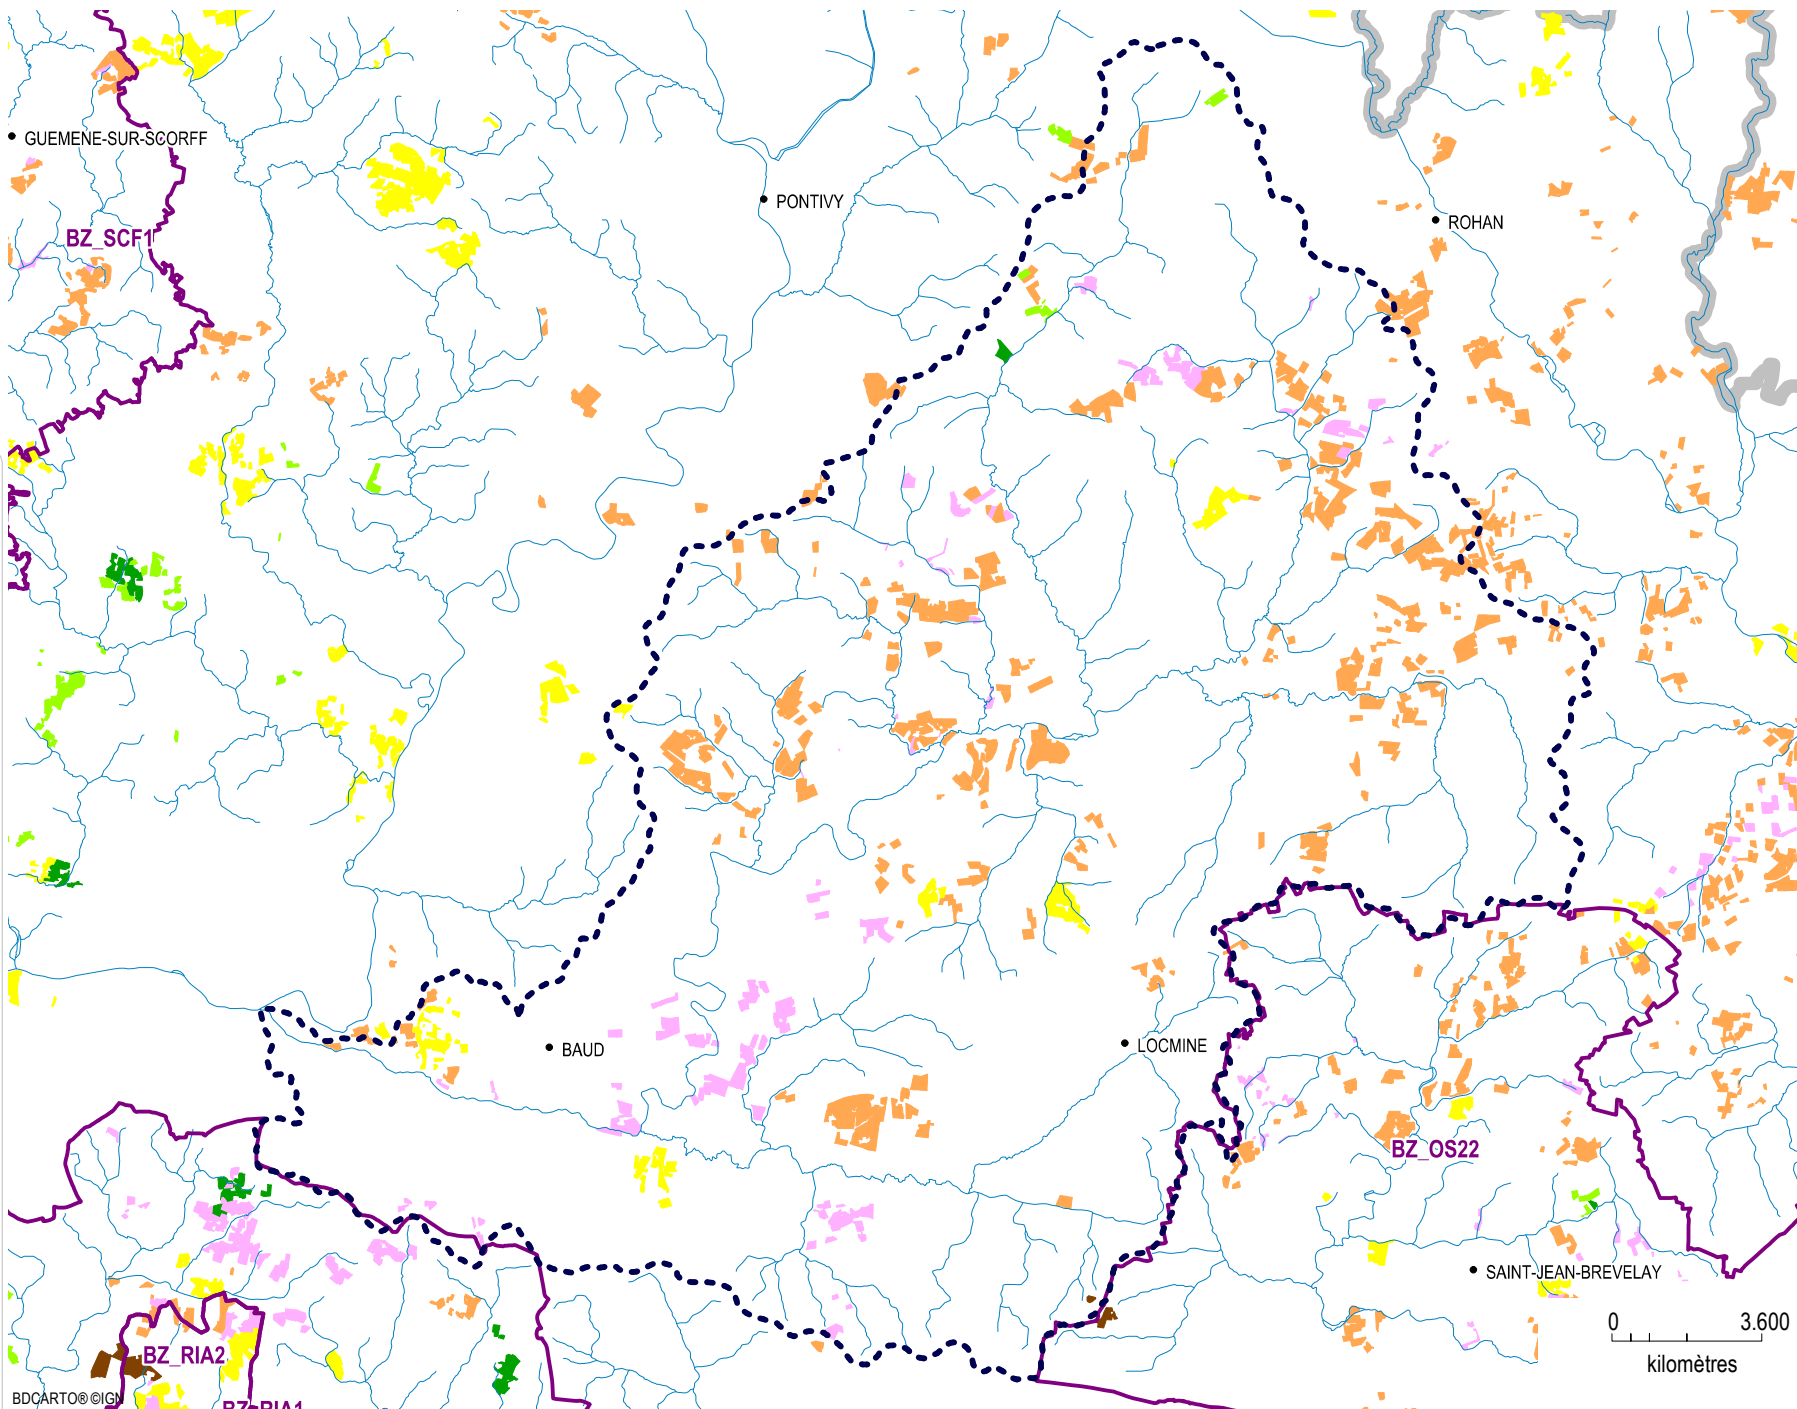 GUEMENE-SUR-SCORFF
PONTIVY
ROHAN
BZ_SCF1
BAUD
LOCMINE
BZ_OS22
SAINT-JEAN-BREVELAY
0 3.600
kilomètres
BZ_RIA2
BDCARTO® ©IGN
BZ_RIA1